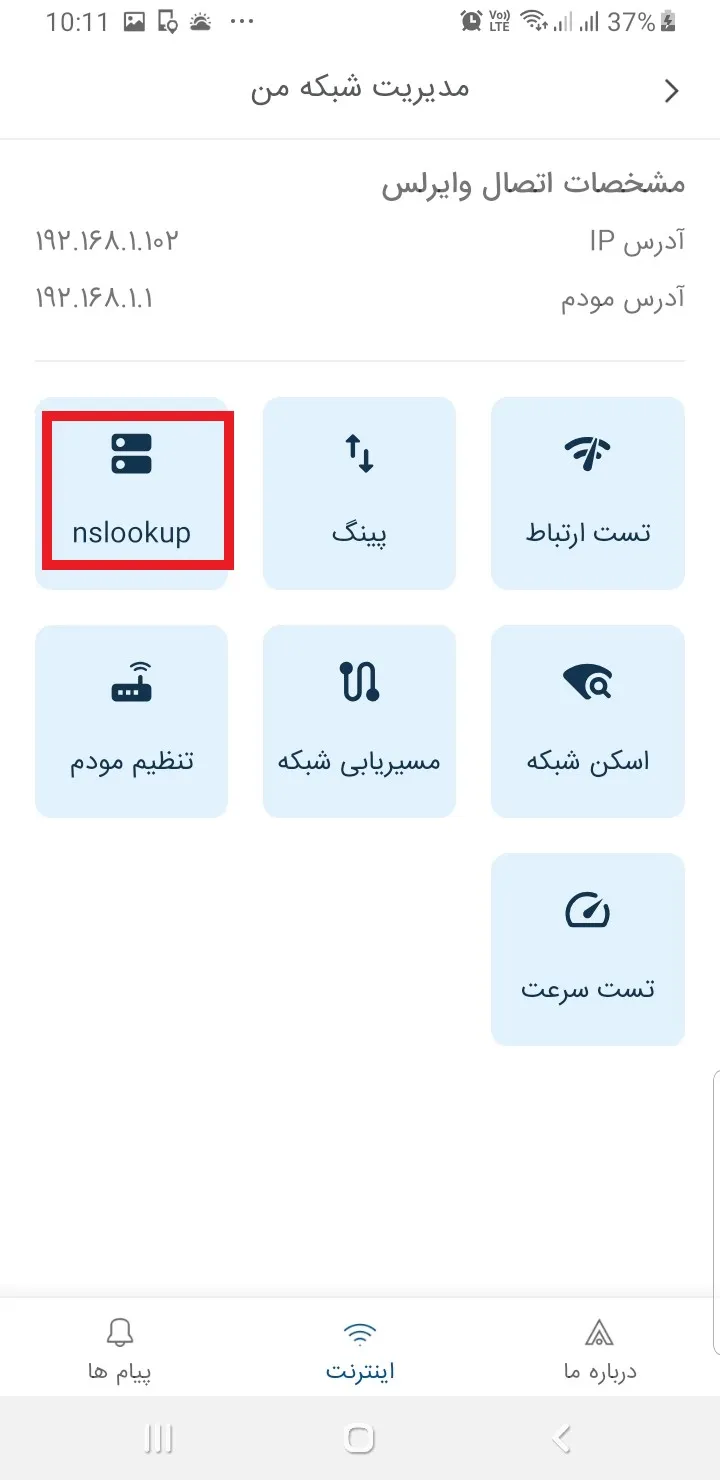 10:11 ... Vo) LTE 37%
مدیریت شبکه من
مشخصات اتصال وایرلس
آدرس IP ۱۹۲.۱۶۸.۱.۱۰۲
آدرس مودم ۱۹۲.۱۶۸.۱.۱
تست ارتباط پینگ nslookup
اسکن شبکه مسیریابی شبکه تنظیم مودم
تست سرعت
درباره ما اینترنت پیام ها